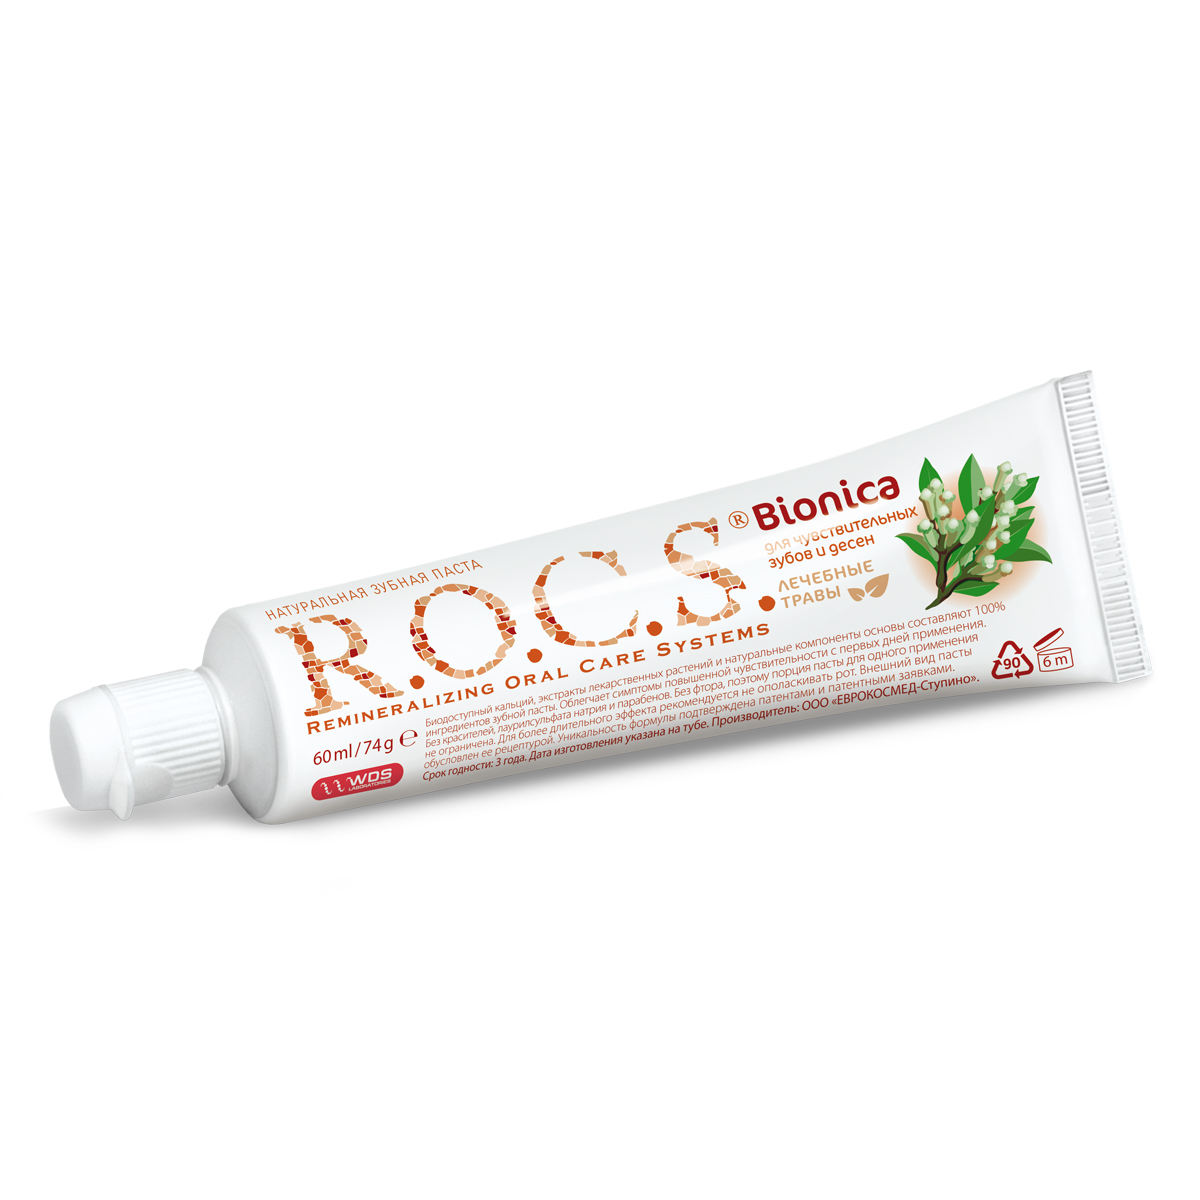 НАТУРАЛЬНАЯ ЗУБНАЯ ПАСТА
R.O.C.S.® Bionica
REMINERALIZING ORAL CARE SYSTEMS
для чувствительных
зубов и десен
ЛЕЧЕБНЫЕ
ТРАВЫ
60 ml / 74 g ℮
WDS
LABORATORIES
Биодоступный кальций, экстракты лекарственных растений и натуральные компоненты основы составляют 100%
ингредиентов зубной пасты. Облегчает симптомы повышенной чувствительности с первых дней применения.
Без красителей, лаурилсульфата натрия и парабенов. Без фтора, поэтому порция пасты для одного применения
не ограничена. Для более длительного эффекта рекомендуется не ополаскивать рот. Внешний вид пасты
обусловлен ее рецептурой. Уникальность формулы подтверждена патентами и патентными заявками.
Срок годности: 3 года. Дата изготовления указана на тубе. Производитель: ООО «ЕВРОКОСМЕД-Ступино».
90
6 m